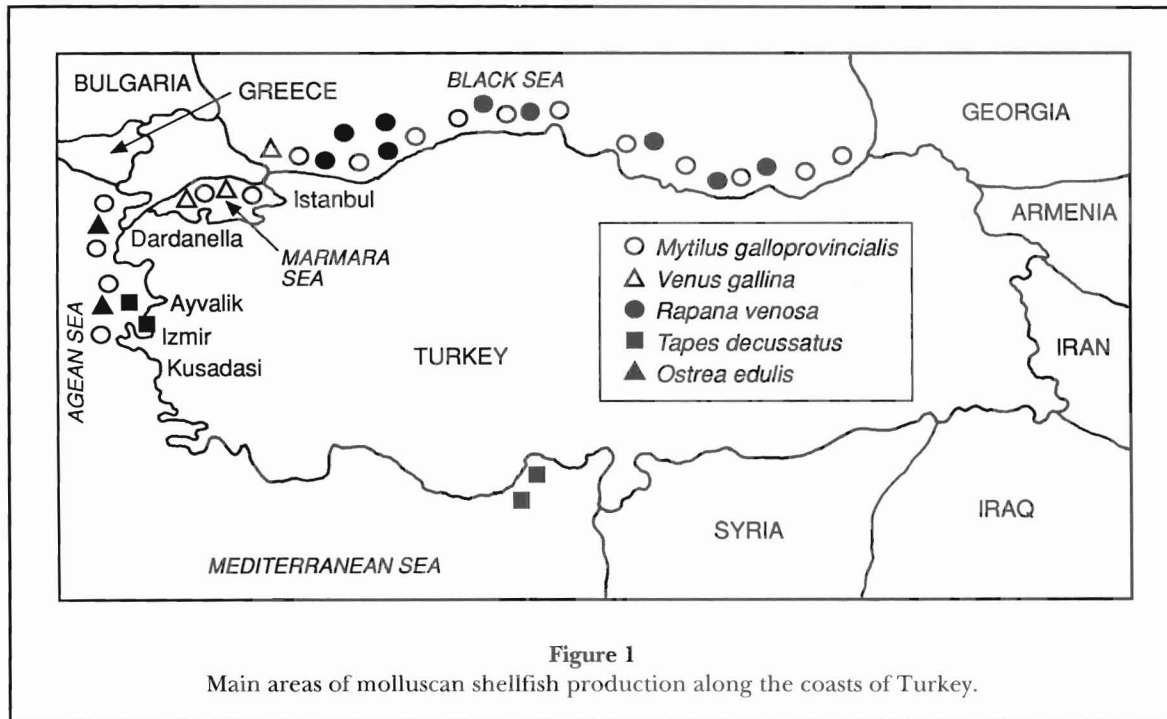 BULGARIA
GREECE
BLACK SEA
GEORGIA
Istanbul
ARMENIA
Dardanella
MARMARA
SEA
Mytilus galloprovincialis
Venus gallina
Rapana venosa
Tapes decussatus
Ostrea edulis
Ayvalik
Izmir
Kusadasi
AGEAN SEA
TURKEY
IRAN
SYRIA
IRAQ
MEDITERRANEAN SEA
Figure 1
Main areas of molluscan shellfish production along the coasts of Turkey.